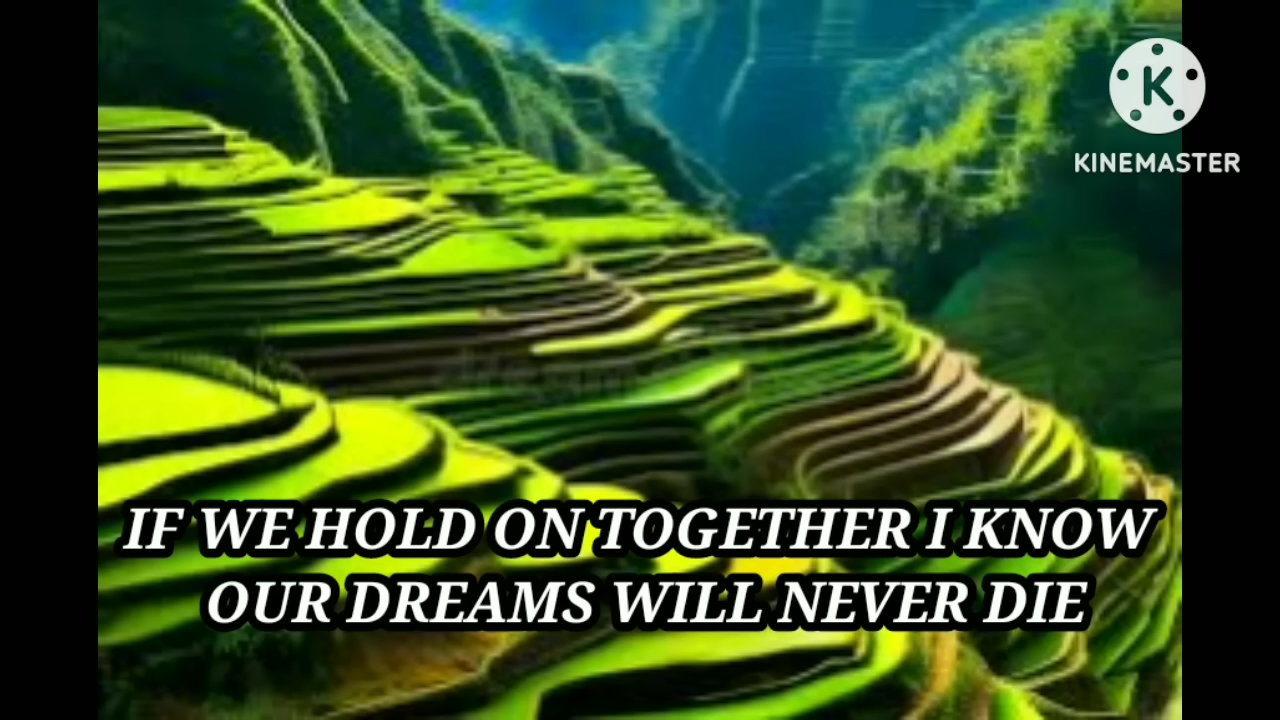 K
KINEMASTER
IF WE HOLD ON TOGETHER I KNOW
OUR DREAMS WILL NEVER DIE